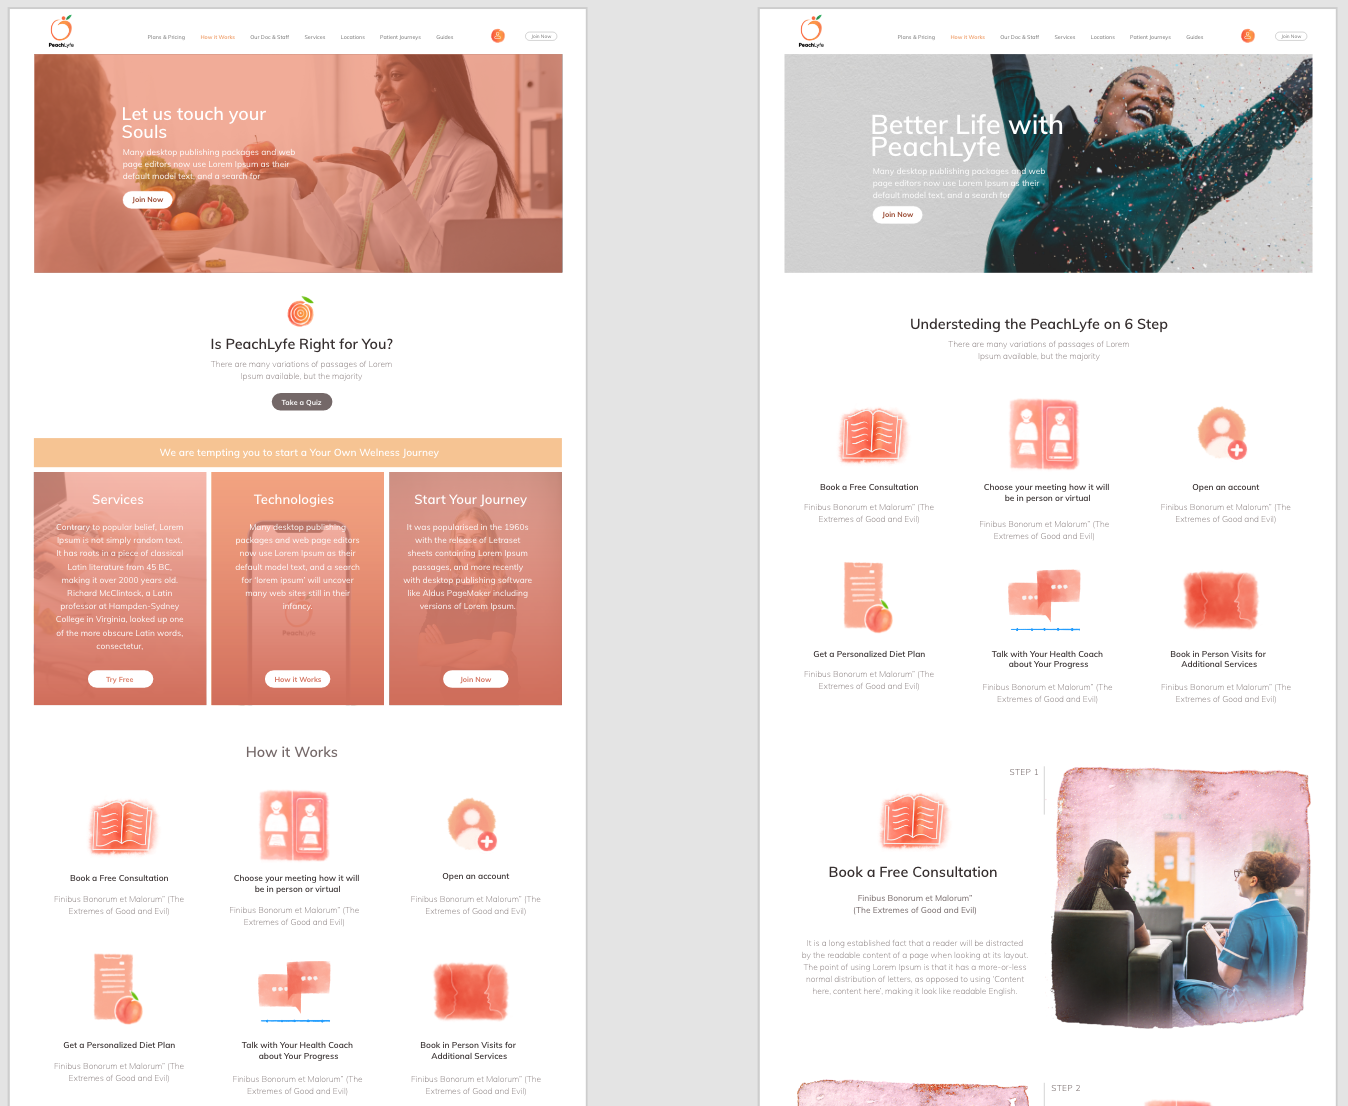 PeachLyfe
Plans & Pricing
How it Works
Our Doc & Staff
Services
Locations
Patient Journeys
Guides
Join Now
Let us touch your
Souls
Many desktop publishing packages and web
page editors now use Lorem Ipsum as their
default model text, and a search for
Join Now
Is PeachLyfe Right for You?
There are many variations of passages of Lorem
Ipsum available, but the majority
Take a Quiz
We are tempting you to start a Your Own Welness Journey
Services
Contrary to popular belief, Lorem
Ipsum is not simply random text.
It has roots in a piece of classical
Latin literature from 45 BC,
making it over 2000 years old.
Richard McClintock, a Latin
professor at Hampden-Sydney
College in Virginia, looked up one
of the more obscure Latin words,
consectetur,
Try Free
Technologies
Many desktop publishing
packages and web page editors
now use Lorem Ipsum as their
default model text, and a search
for 'lorem ipsum' will uncover
many web sites still in their
infancy.
PeachLyfe
How it Works
Start Your Journey
It was popularised in the 1960s
with the release of Letraset
sheets containing Lorem Ipsum
passages, and more recently
with desktop publishing software
like Aldus PageMaker including
versions of Lorem Ipsum.
Join Now
How it Works
Book a Free Consultation
Finibus Bonorum et Malorum" (The
Extremes of Good and Evil)
Choose your meeting how it will
be in person or virtual
Finibus Bonorum et Malorum" (The
Extremes of Good and Evil)
Open an account
Finibus Bonorum et Malorum" (The
Extremes of Good and Evil)
Get a Personalized Diet Plan
Finibus Bonorum et Malorum" (The
Extremes of Good and Evil)
Talk with Your Health Coach
about Your Progress
Finibus Bonorum et Malorum" (The
Extremes of Good and Evil)
Book in Person Visits for
Additional Services
Finibus Bonorum et Malorum" (The
Extremes of Good and Evil)
PeachLyfe
Plans & Pricing
How it Works
Our Doc & Staff
Services
Locations
Patient Journeys
Guides
Join Now
Better Life with
PeachLyfe
Many desktop publishing packages and web
page editors now use Lorem Ipsum as their
default model text, and a search for
Join Now
Understeding the PeachLyfe on 6 Step
There are many variations of passages of Lorem
Ipsum available, but the majority
Book a Free Consultation
Finibus Bonorum et Malorum" (The
Extremes of Good and Evil)
Choose your meeting how it will
be in person or virtual
Finibus Bonorum et Malorum" (The
Extremes of Good and Evil)
Open an account
Finibus Bonorum et Malorum" (The
Extremes of Good and Evil)
Get a Personalized Diet Plan
Finibus Bonorum et Malorum" (The
Extremes of Good and Evil)
Talk with Your Health Coach
about Your Progress
Finibus Bonorum et Malorum" (The
Extremes of Good and Evil)
Book in Person Visits for
Additional Services
Finibus Bonorum et Malorum" (The
Extremes of Good and Evil)
STEP 1
Book a Free Consultation
Finibus Bonorum et Malorum"
(The Extremes of Good and Evil)
It is a long established fact that a reader will be distracted
by the readable content of a page when looking at its layout.
The point of using Lorem Ipsum is that it has a more-or-less
normal distribution of letters, as opposed to using 'Content
here, content here', making it look like readable English.
STEP 2